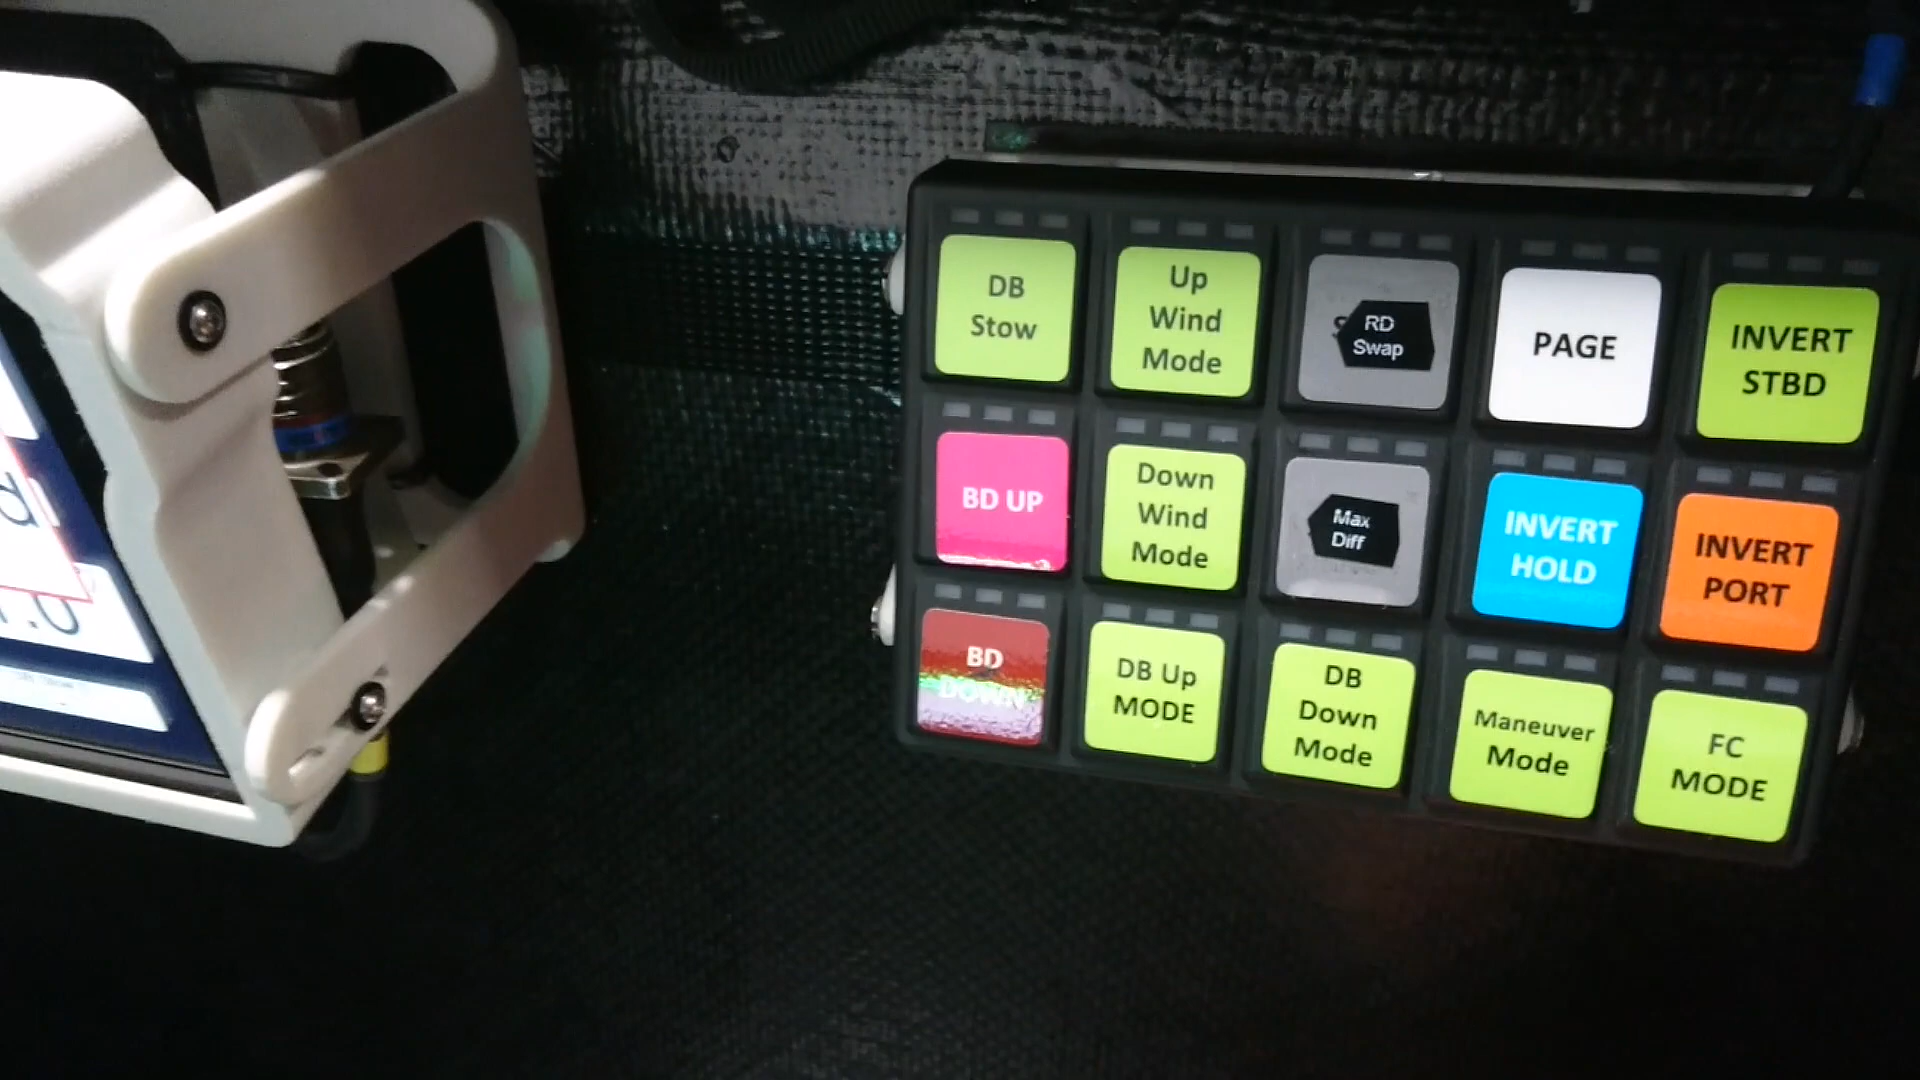 DB
Stow
Up
Wind
Mode
RD
Swap
PAGE
INVERT
STBD
BD UP
Down
Wind
Mode
Max
Diff
INVERT
HOLD
INVERT
PORT
BD
DOWN
DB Up
MODE
DB
Down
Mode
Maneuver
Mode
FC
MODE
d